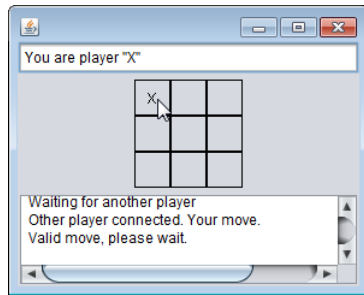 You are player "X"
X
Waiting for another player
Other player connected. Your move.
Valid move, please wait.